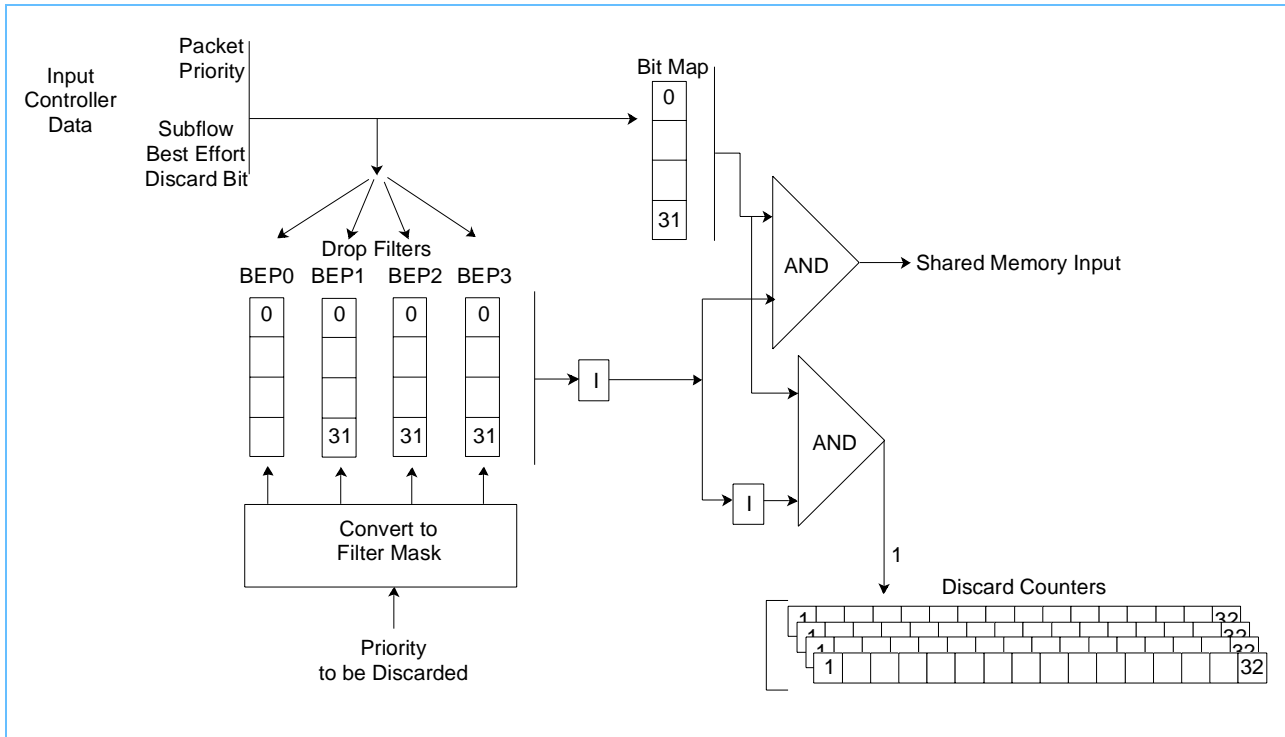 Packet
Priority
Input
Controller
Data
Subflow
Best Effort
Discard Bit
Bit Map
0
31
AND
Shared Memory Input
Drop Filters
BEP0 BEP1 BEP2 BEP3
0 0 0 0
31 31 31
I
AND
I
Convert to
Filter Mask
1
Priority
to be Discarded
Discard Counters
1 32
1 32
1 32
1 32